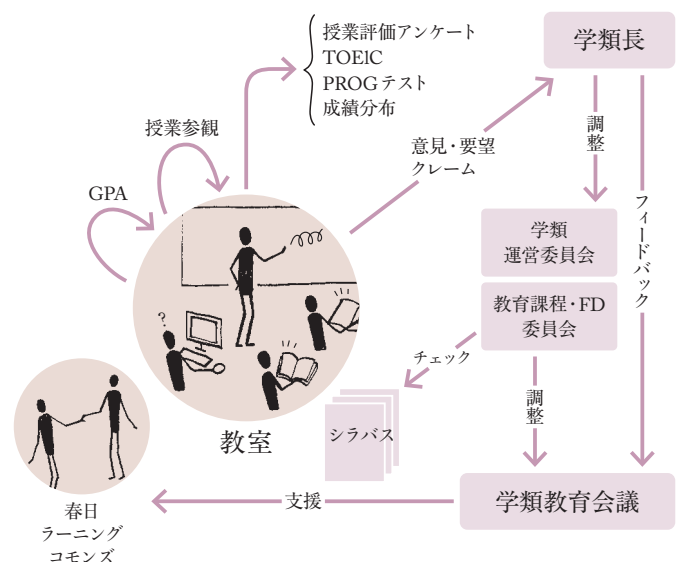 授業評価アンケート
TOEIC
PROGテスト
成績分布
学類長
授業参観
意見・要望
クレーム
調整
GPA
フィードバック
学類
運営委員会
教育課程・FD
委員会
?
チェック
調整
シラバス
教室
支援
学類教育会議
春日
ラーニング
コモンズ